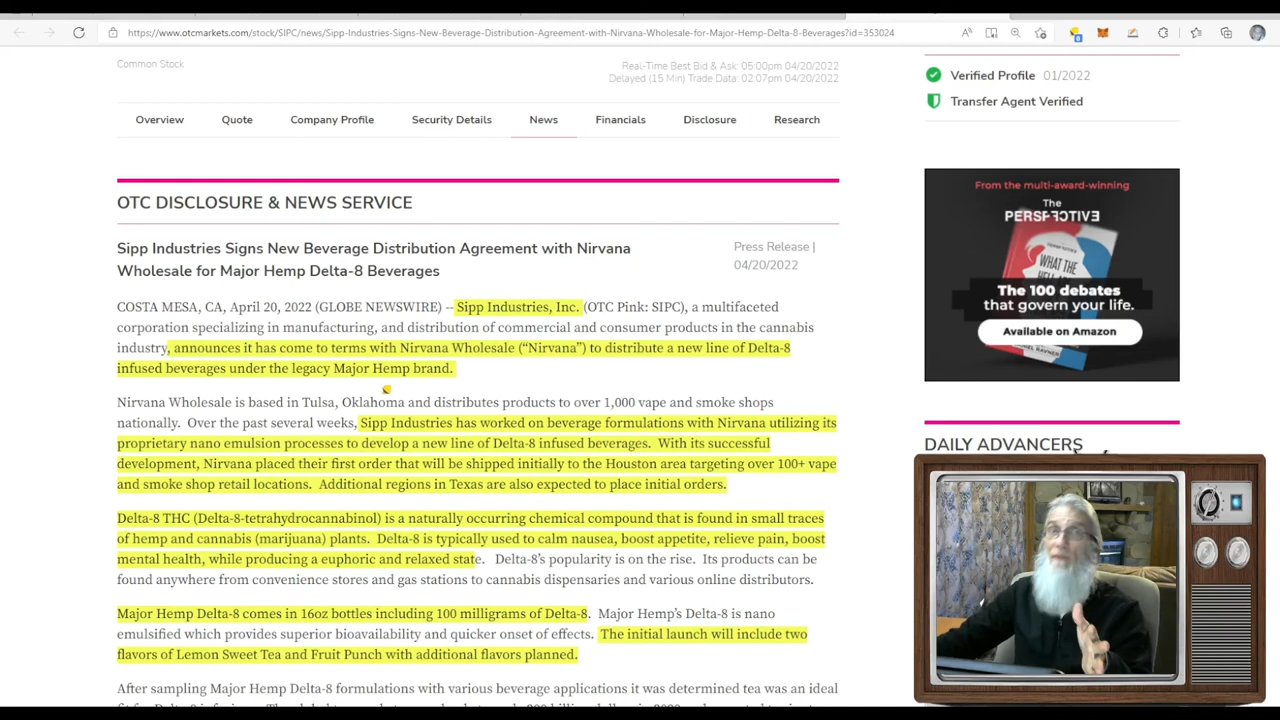 https://www.otcmarkets.com/stock/SIPC/news/Sipp-Industries-Signs-New-Beverage-Distribution-Agreement-with-Nirvana-Wholesale-for-Major-Hemp-Delta-8-Beverages?id=353024
Common Stock
Real-Time Best Bid & Ask: 05:00pm 04/20/2022
Delayed (15 Min) Trade Data: 02:07pm 04/20/2022
Overview Quote Company Profile Security Details News Financials Disclosure Research
OTC DISCLOSURE & NEWS SERVICE
Sipp Industries Signs New Beverage Distribution Agreement with Nirvana
Wholesale for Major Hemp Delta-8 Beverages
Press Release |
04/20/2022
COSTA MESA, CA, April 20, 2022 (GLOBE NEWSWIRE) -- Sipp Industries, Inc. (OTC Pink: SIPC), a multifaceted
corporation specializing in manufacturing, and distribution of commercial and consumer products in the cannabis
industry, announces it has come to terms with Nirvana Wholesale (“Nirvana”) to distribute a new line of Delta-8
infused beverages under the legacy Major Hemp brand.
Nirvana Wholesale is based in Tulsa, Oklahoma and distributes products to over 1,000 vape and smoke shops
nationally. Over the past several weeks, Sipp Industries has worked on beverage formulations with Nirvana utilizing its
proprietary nano emulsion processes to develop a new line of Delta-8 infused beverages. With its successful
development, Nirvana placed their first order that will be shipped initially to the Houston area targeting over 100+ vape
and smoke shop retail locations. Additional regions in Texas are also expected to place initial orders.
Delta-8 THC (Delta-8-tetrahydrocannabinol) is a naturally occurring chemical compound that is found in small traces
of hemp and cannabis (marijuana) plants. Delta-8 is typically used to calm nausea, boost appetite, relieve pain, boost
mental health, while producing a euphoric and relaxed state. Delta-8’s popularity is on the rise. Its products can be
found anywhere from convenience stores and gas stations to cannabis dispensaries and various online distributors.
Major Hemp Delta-8 comes in 16oz bottles including 100 milligrams of Delta-8. Major Hemp’s Delta-8 is nano
emulsified which provides superior bioavailability and quicker onset of effects. The initial launch will include two
flavors of Lemon Sweet Tea and Fruit Punch with additional flavors planned.
After sampling Major Hemp Delta-8 formulations with various beverage applications it was determined tea was an ideal
Verified Profile 01/2022
Transfer Agent Verified
From the multi-award-winning
The
PERSPECTIVE
WHAT THE
The 100 debates
that govern your life.
Available on Amazon
DAILY ADVANCERS